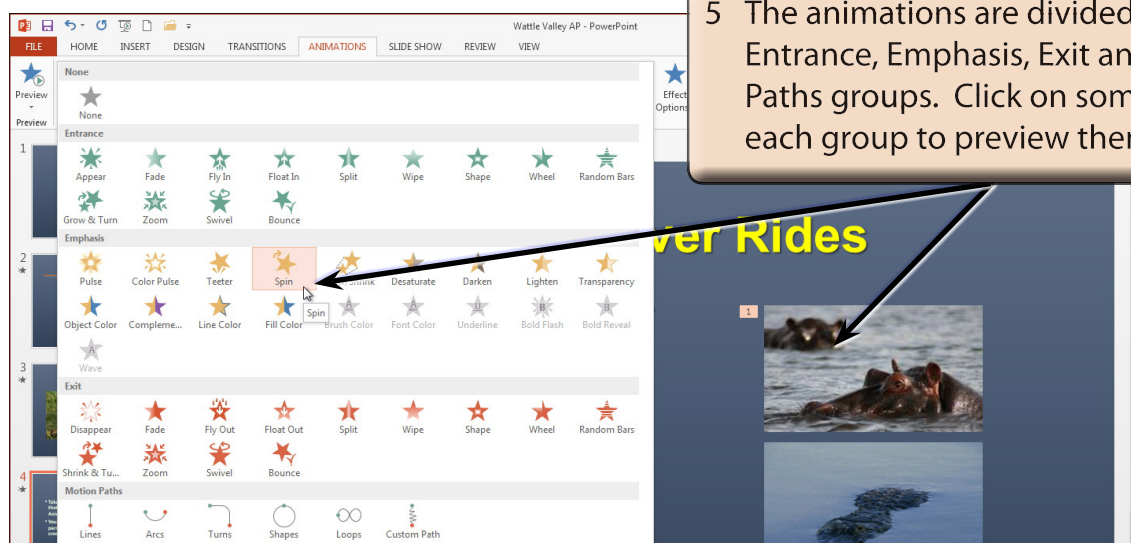 Wattle Valley AP - PowerPoint
FILE HOME INSERT DESIGN TRANSITIONS ANIMATIONS SLIDE SHOW REVIEW VIEW
5 The animations are divided
Entrance, Emphasis, Exit an
Paths groups. Click on som
each group to preview ther
Preview
Preview
Effect
Options
None
None
Entrance
Appear Fade Fly In Float In Split Wipe Shape Wheel Random Bars
Grow & Turn Zoom Swivel Bounce
Emphasis
Pulse Color Pulse Teeter Spin Shrink Desaturate Darken Lighten Transparency
Spin
Object Color Compleme... Line Color Fill Color Brush Color Font Color Underline Bold Flash Bold Reveal
Wave
Exit
Disappear Fade Fly Out Float Out Split Wipe Shape Wheel Random Bars
Shrink & Tu... Zoom Swivel Bounce
Motion Paths
Lines Arcs Turns Shapes Loops Custom Path
1
2
3
4
ver Rides
1